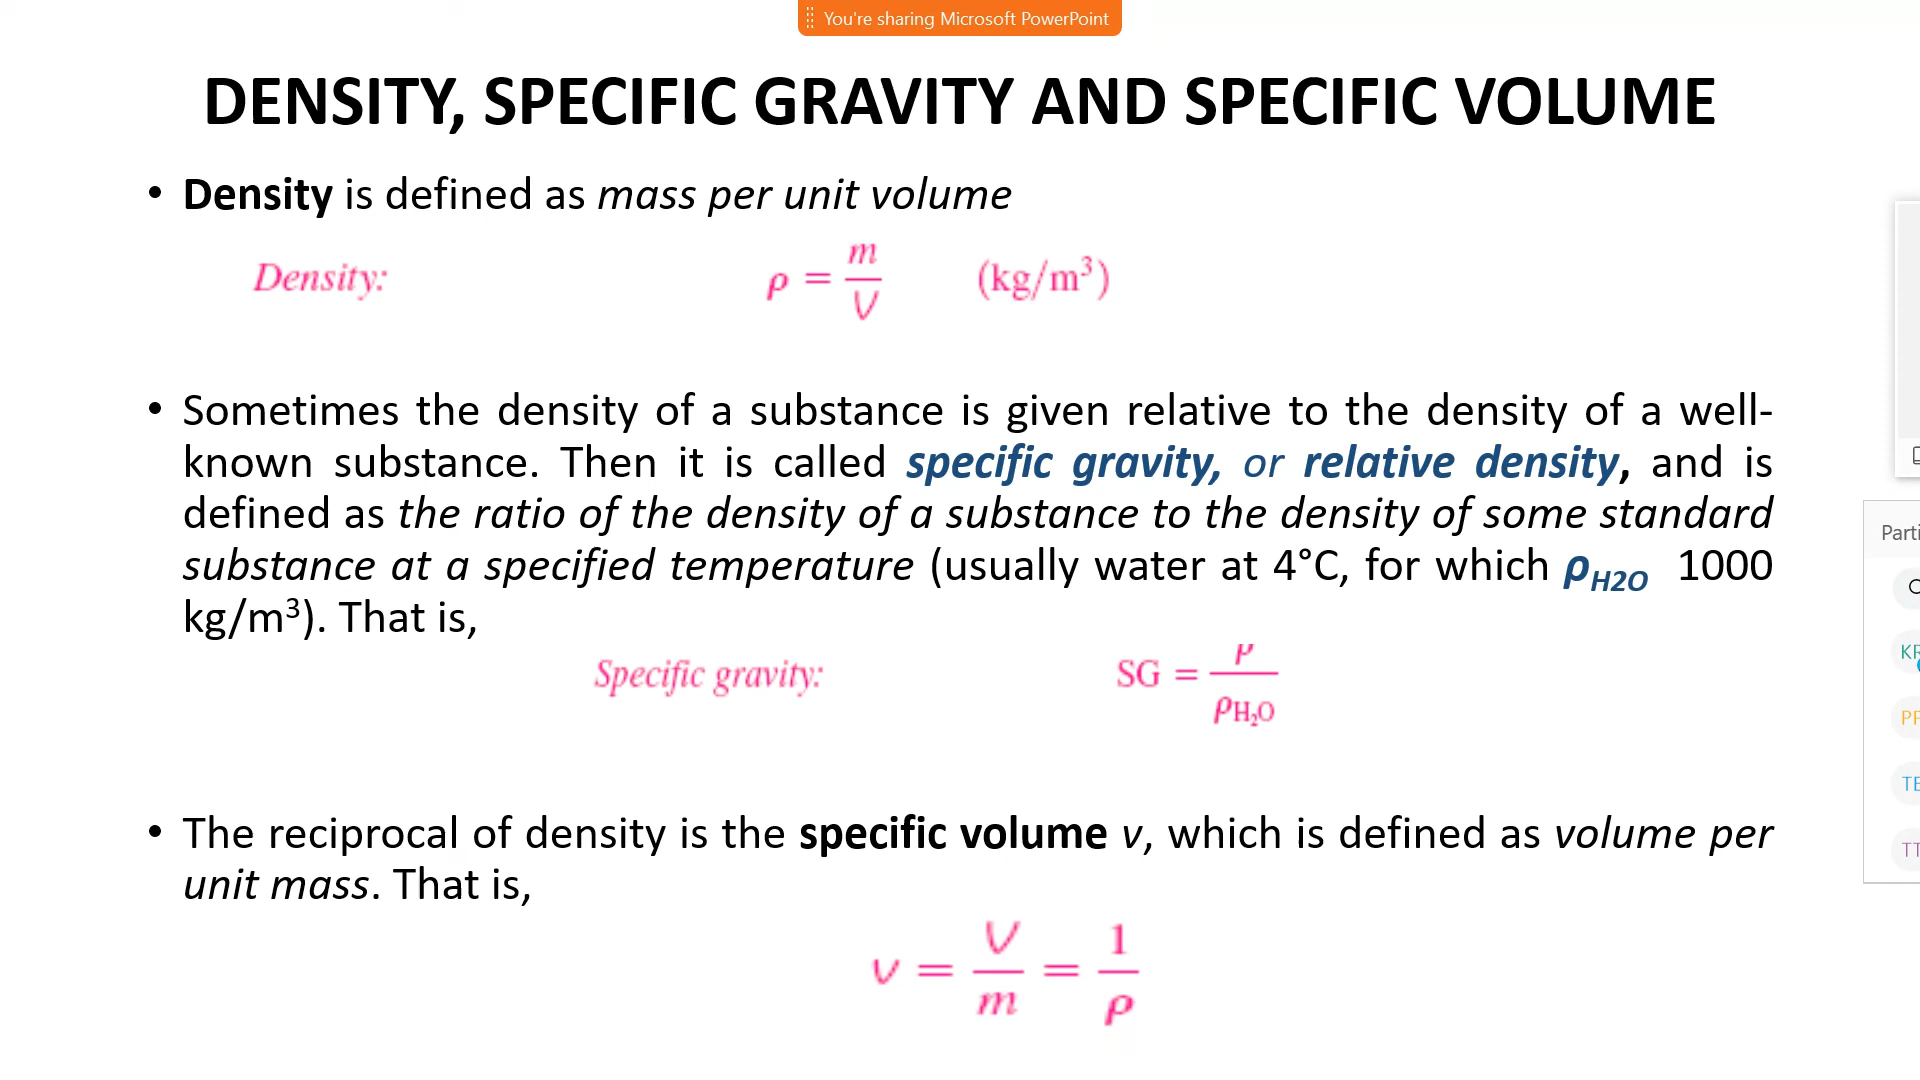 You're sharing Microsoft PowerPoint
DENSITY, SPECIFIC GRAVITY AND SPECIFIC VOLUME
• Density is defined as mass per unit volume
Density: ρ = m/V (kg/m³)
• Sometimes the density of a substance is given relative to the density of a well-
known substance. Then it is called specific gravity, or relative density, and is
defined as the ratio of the density of a substance to the density of some standard
substance at a specified temperature (usually water at 4°C, for which ρH2O 1000
kg/m³). That is,
Specific gravity: SG = ρ/ρH₂O
• The reciprocal of density is the specific volume v, which is defined as volume per
unit mass. That is,
v = V/m = 1/ρ
Parti
KR
PF
TE
TT